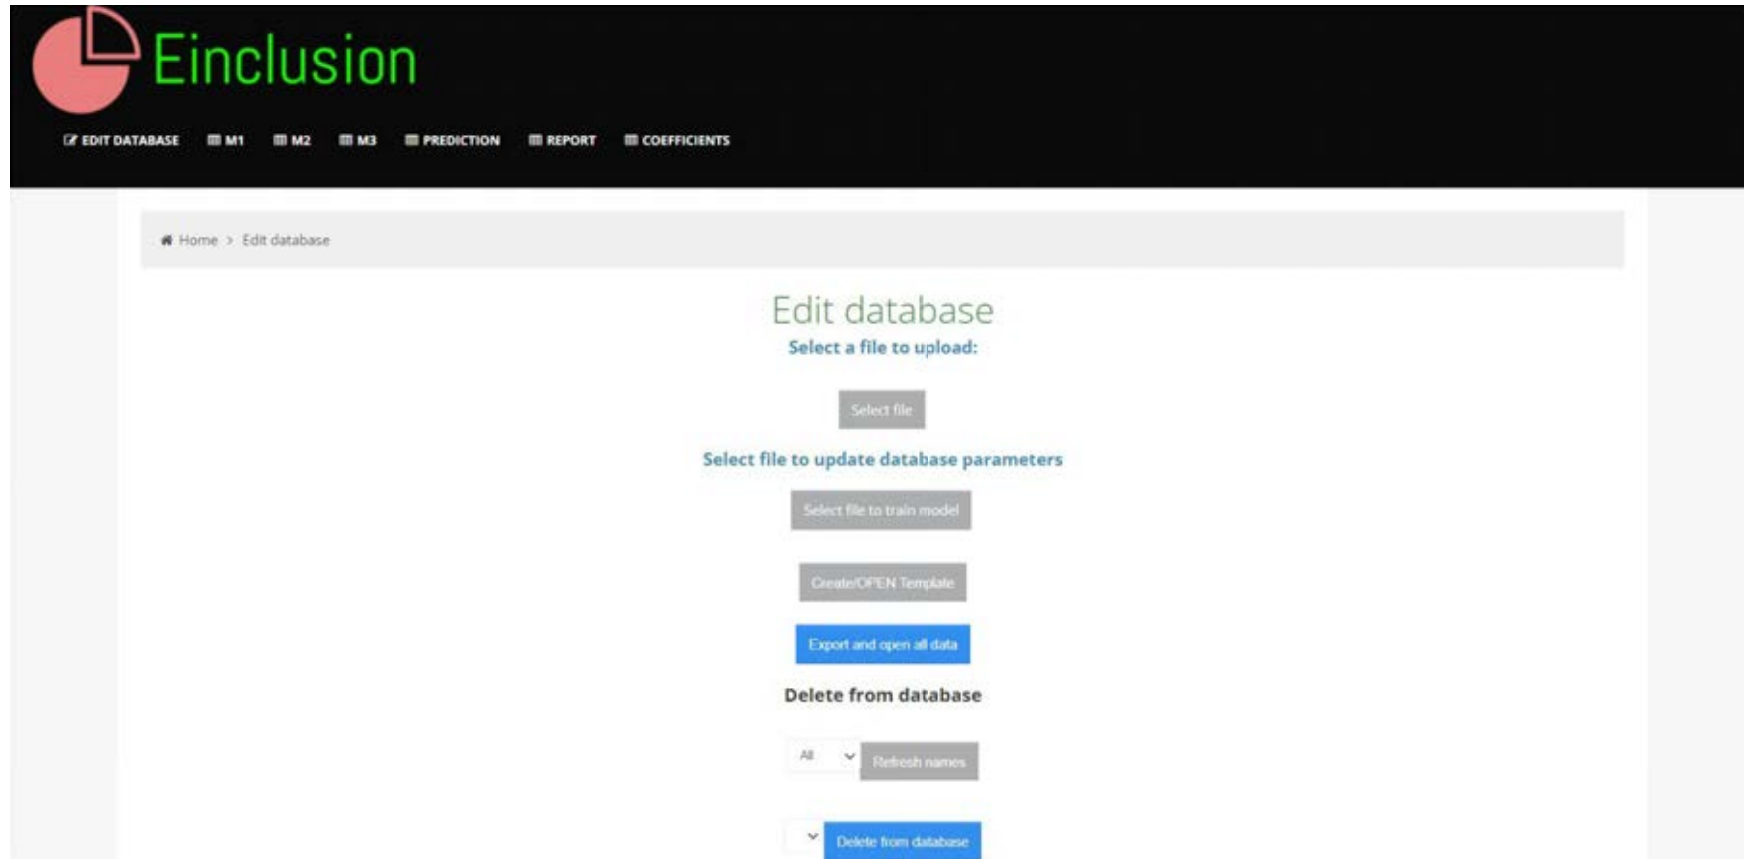 Einclusion
EDIT DATABASE M1 M2 M3 PREDICTION REPORT COEFFICIENTS
Home > Edit database
Edit database
Select a file to upload:
Select file
Select file to update database parameters
Select file to train model
Create/OPEN Template
Export and open all data
Delete from database
All Refresh names
Delete from database